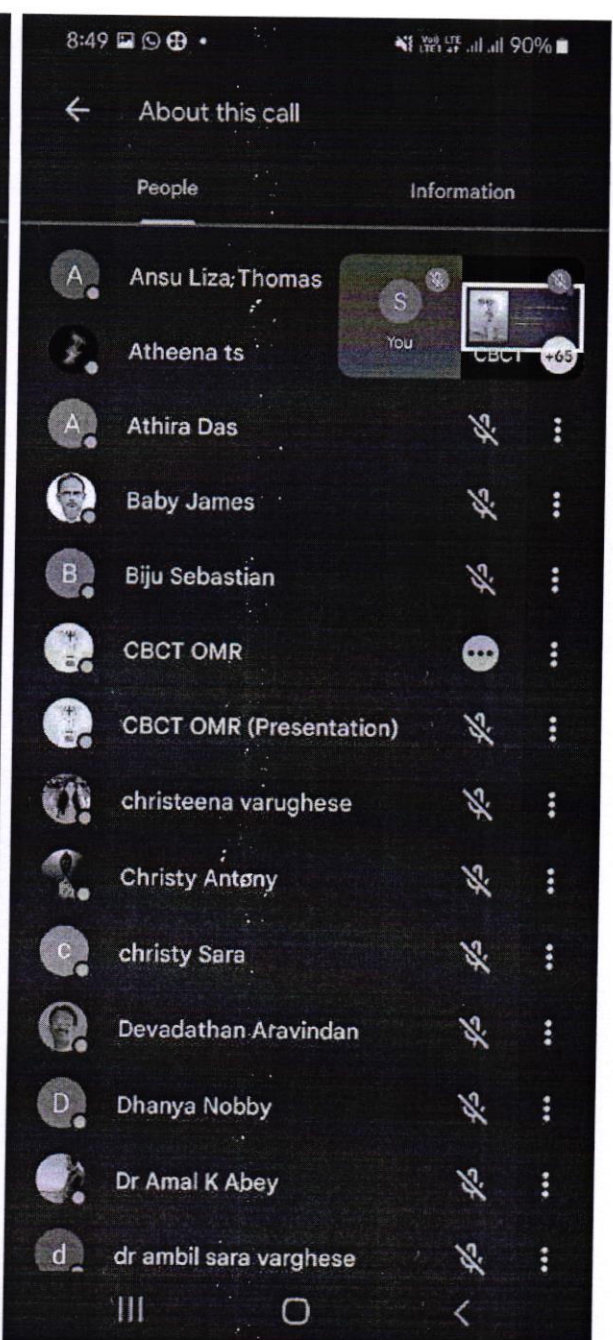 8:49 90%
About this call
People Information
A Ansu Liza Thomas
S
You
CBCT +65
Atheena ts
A Athira Das
Baby James
B Biju Sebastian
CBCT OMR
CBCT OMR (Presentation)
christeena varughese
Christy Antony
c christy Sara
Devadathan Aravindan
D Dhanya Nobby
Dr Amal K Abey
d dr ambil sara varghese